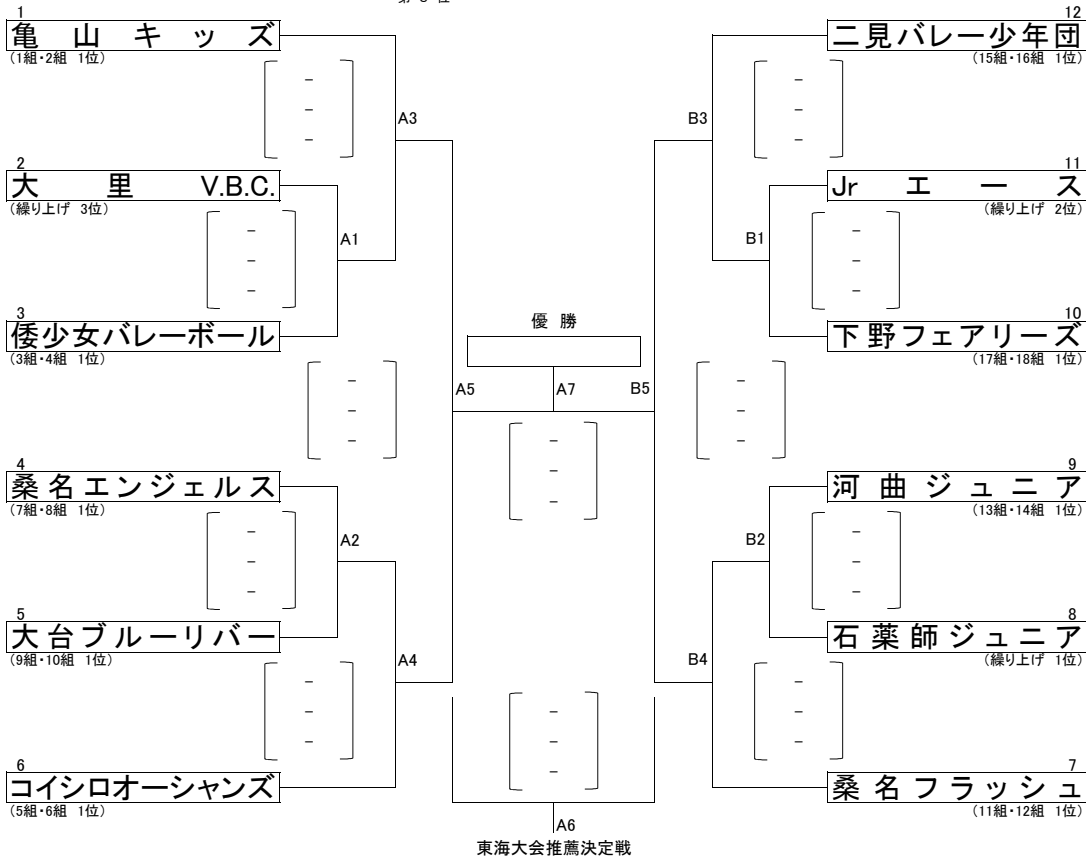 第 3 位
1
亀山キッズ
(1組・2組 1位)
A3
2
大里 V.B.C.
(繰り上げ 3位)
A1
3
倭少女バレーボール
(3組・4組 1位)
A5
4
桑名エンジェルス
(7組・8組 1位)
A2
5
大台ブルーリバー
(9組・10組 1位)
A4
6
コイシロオーシャンズ
(5組・6組 1位)
優 勝
A7
A6
東海大会推薦決定戦
12
二見バレー少年団
(15組・16組 1位)
B3
11
Jr エース
(繰り上げ 2位)
B1
10
下野フェアリーズ
(17組・18組 1位)
B5
9
河曲ジュニア
(13組・14組 1位)
B2
8
石薬師ジュニア
(繰り上げ 1位)
B4
7
桑名フラッシュ
(11組・12組 1位)